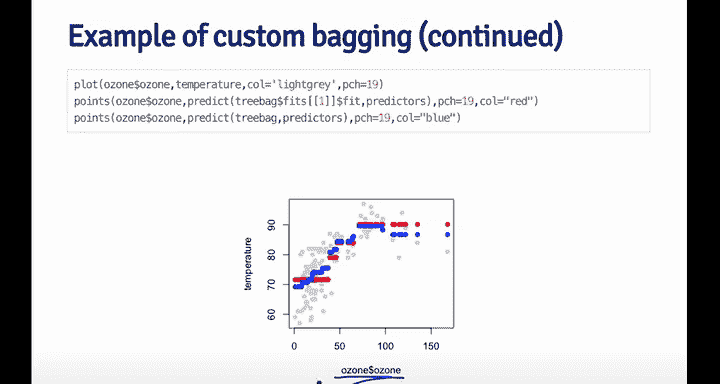 Example of custom bagging (continued)
plot(ozone$ozone,temperature,col='lightgrey',pch=19)
points(ozone$ozone,predict(treebag$fits[[1]]$fit,predictors),pch=19,col="red")
points(ozone$ozone,predict(treebag,predictors),pch=19,col="blue")
temperature
90
80
70
60
0 50 100 150
ozone$ozone